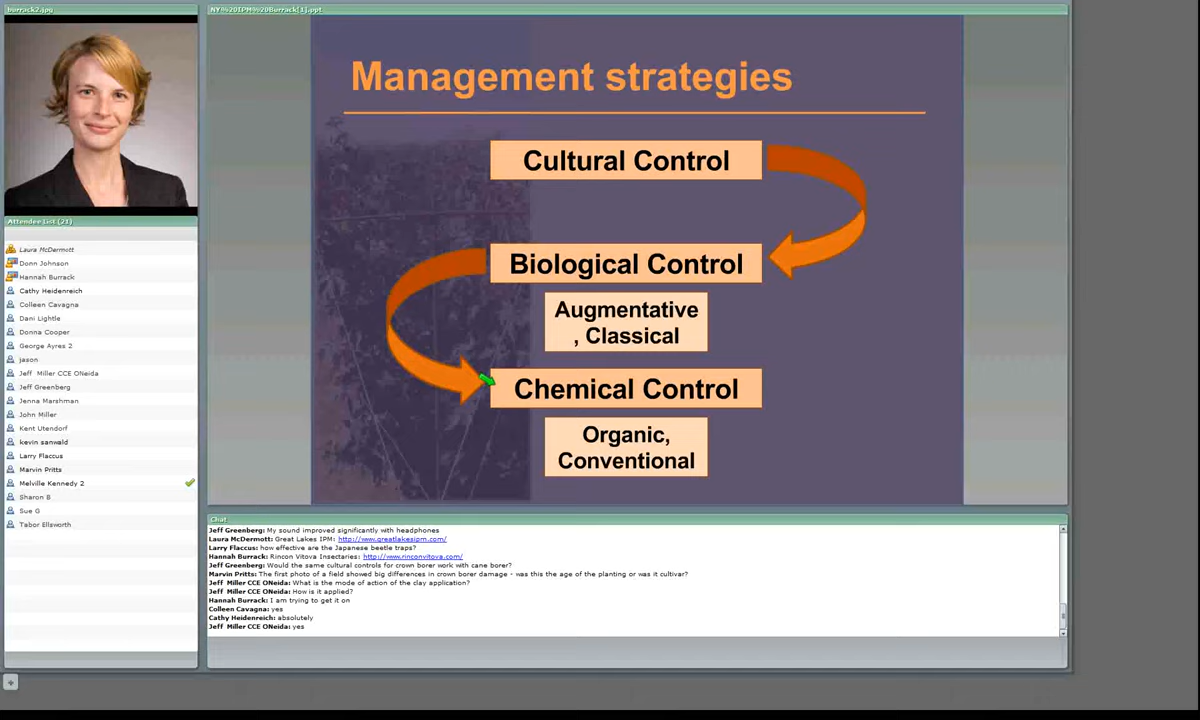 burrack2.jpg
NY%20IPM%20Burrack[1].ppt
Management strategies
Cultural Control
Biological Control
Augmentative
, Classical
Chemical Control
Organic,
Conventional
Attendee List (21)
Laura McDermott
Donn Johnson
Hannah Burrack
Cathy Heidenreich
Colleen Cavagna
Dani Lightle
Donna Cooper
George Ayres 2
jason
Jeff Miller CCE ONeida
Jeff Greenberg
Jenna Marshman
John Miller
Kent Utendorf
kevin sanwald
Larry Flaccus
Marvin Pritts
Melville Kennedy 2
Sharon B
Sue G
Tabor Ellsworth
Chat
Jeff Greenberg: My sound improved significantly with headphones
Laura McDermott: Great Lakes IPM: http://www.greatlakesipm.com/
Larry Flaccus: how effective are the Japanese beetle traps?
Hannah Burrack: Rincon Vitova Insectaries: http://www.rinconvitova.com/
Jeff Greenberg: Would the same cultural controls for crown borer work with cane borer?
Marvin Pritts: The first photo of a field showed big differences in crown borer damage - was this the age of the planting or was it cultivar?
Jeff Miller CCE ONeida: What is the mode of action of the clay application?
Jeff Miller CCE ONeida: How is it applied?
Hannah Burrack: I am trying to get it on
Colleen Cavagna: yes
Cathy Heidenreich: absolutely
Jeff Miller CCE ONeida: yes